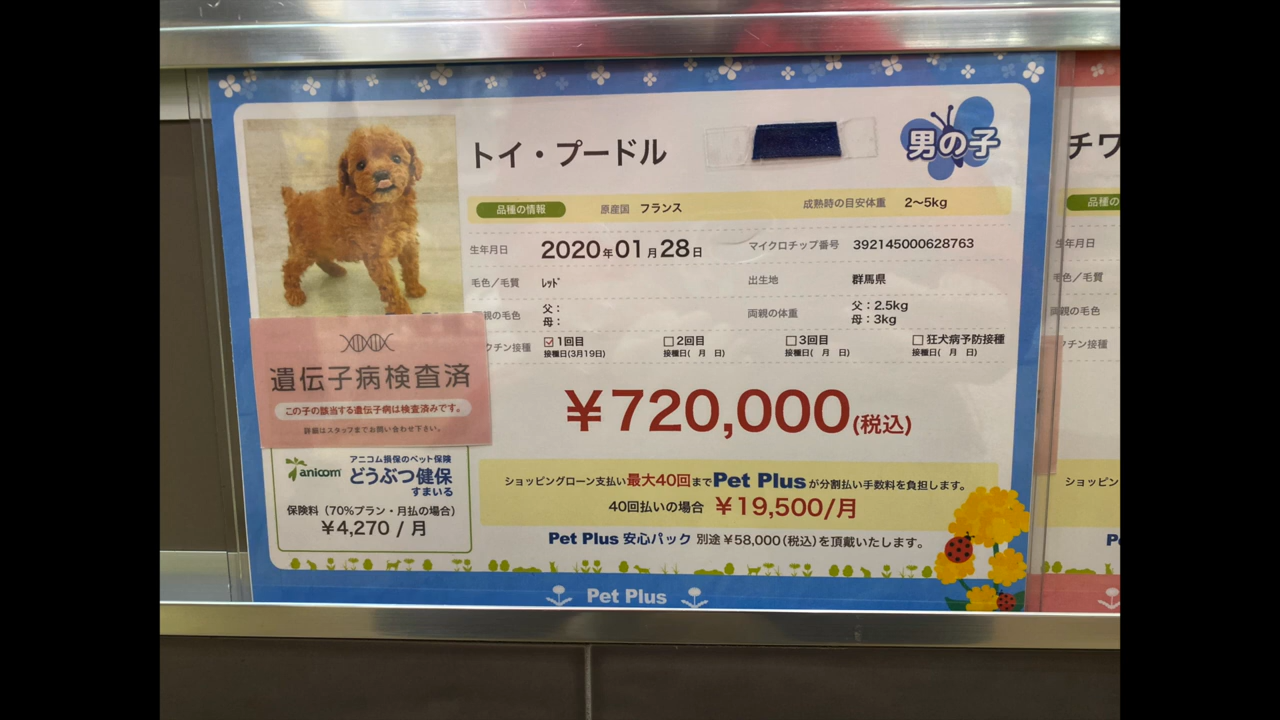 トイ・プードル
男の子
品種の情報 原産国 フランス 成熟時の目安体重 2〜5kg
生年月日 2020年01月28日 マイクロチップ番号 392145000628763
毛色／毛質 ﾚｯﾄﾞ 出生地 群馬県
親の毛色 父： 両親の体重 父：2.5kg
母： 母：3kg
クチン接種 ☑1回目 □2回目 □3回目 □狂犬病予防接種
接種日(3月19日) 接種日( 月 日) 接種日( 月 日) 接種日( 月 日)
遺伝子病検査済
この子の該当する遺伝子病は検査済みです。
詳細はスタッフまでお問い合わせ下さい。
￥720,000(税込)
anicom
アニコム損保のペット保険
どうぶつ健保
すまいる
保険料（70%プラン・月払の場合）
￥4,270 / 月
ショッピングローン支払い最大40回までPet Plusが分割払い手数料を負担します。
40回払いの場合 ￥19,500/月
Pet Plus 安心パック 別途￥58,000(税込)を頂戴いたします。
Pet Plus
チワ
品種の
生年月日
毛色／毛質
親の毛色
クチン接種
ショッピン